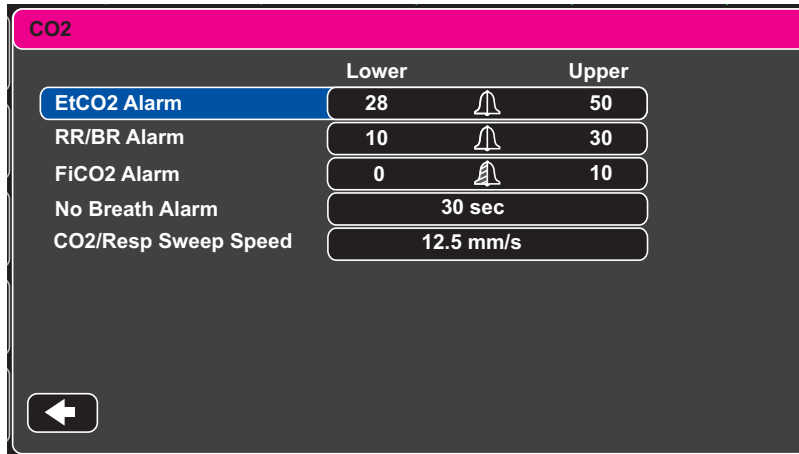 CO2
Lower Upper
EtCO2 Alarm 28 50
RR/BR Alarm 10 30
FiCO2 Alarm 0 10
No Breath Alarm 30 sec
CO2/Resp Sweep Speed 12.5 mm/s